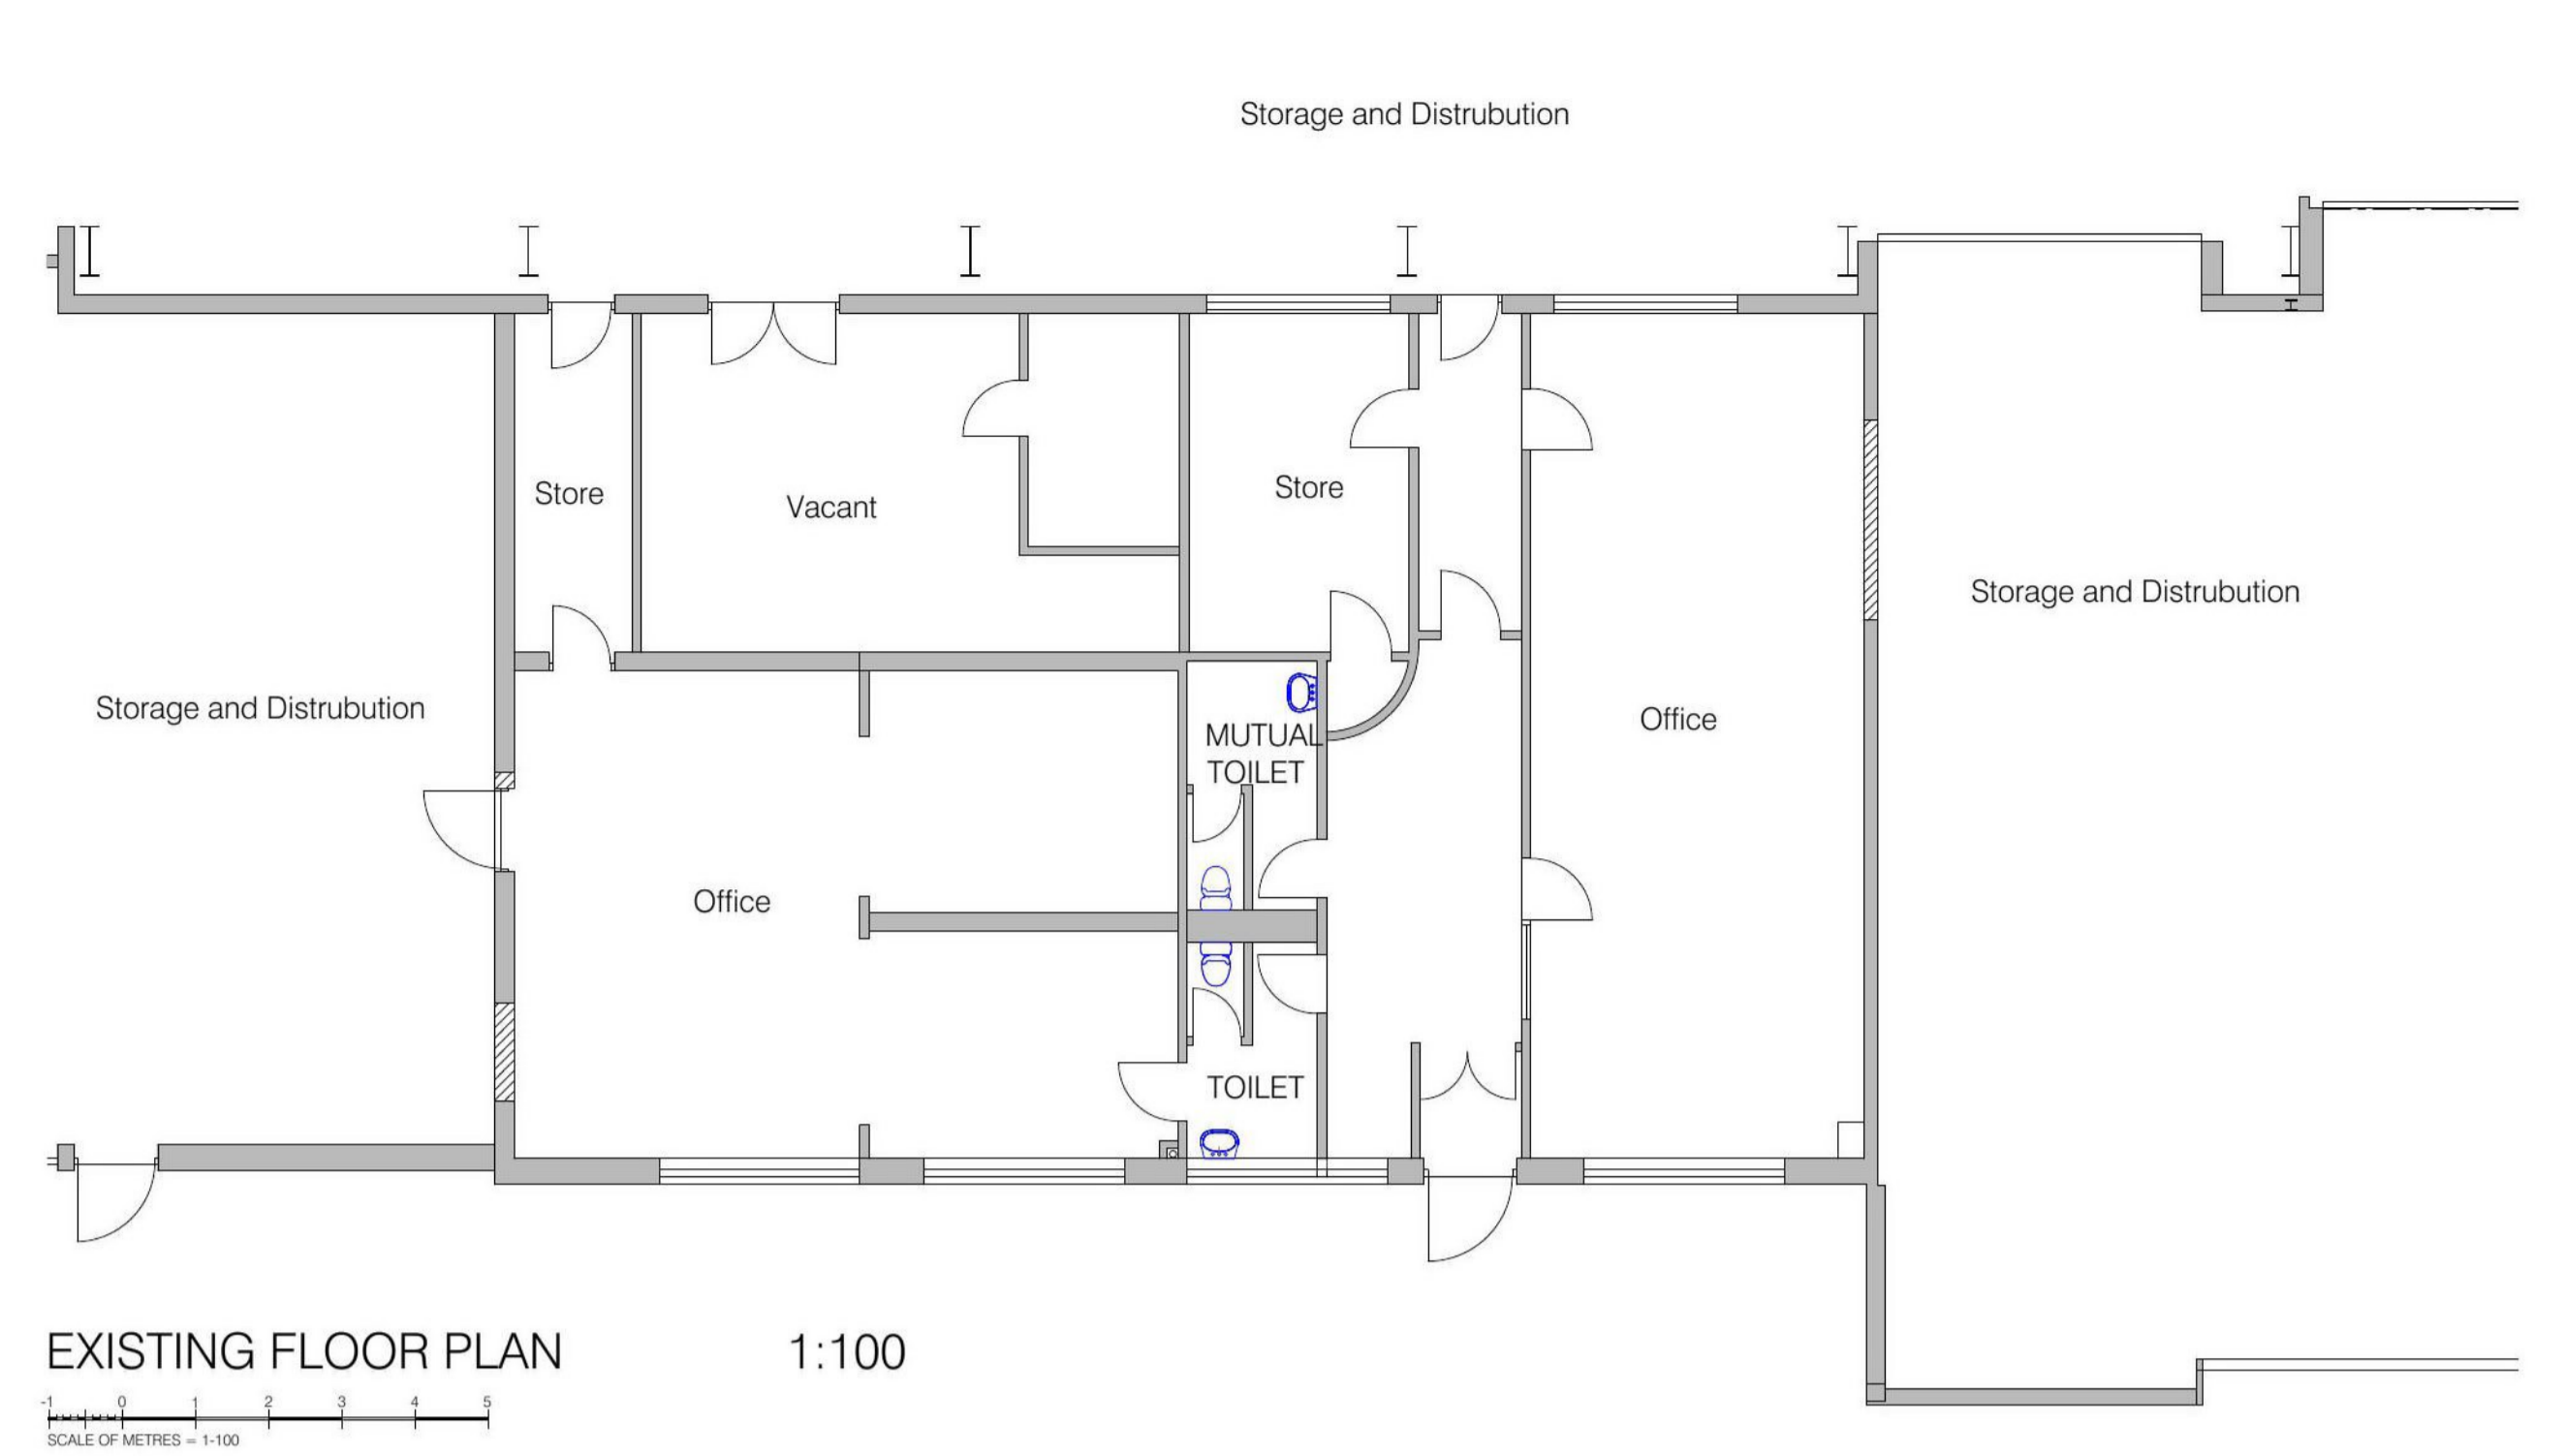 Storage and Distrubution
Store
Vacant
Store
Storage and Distrubution
Storage and Distrubution
Office
MUTUAL
TOILET
Office
TOILET
EXISTING FLOOR PLAN 1:100
-1 0 1 2 3 4 5
SCALE OF METRES = 1-100